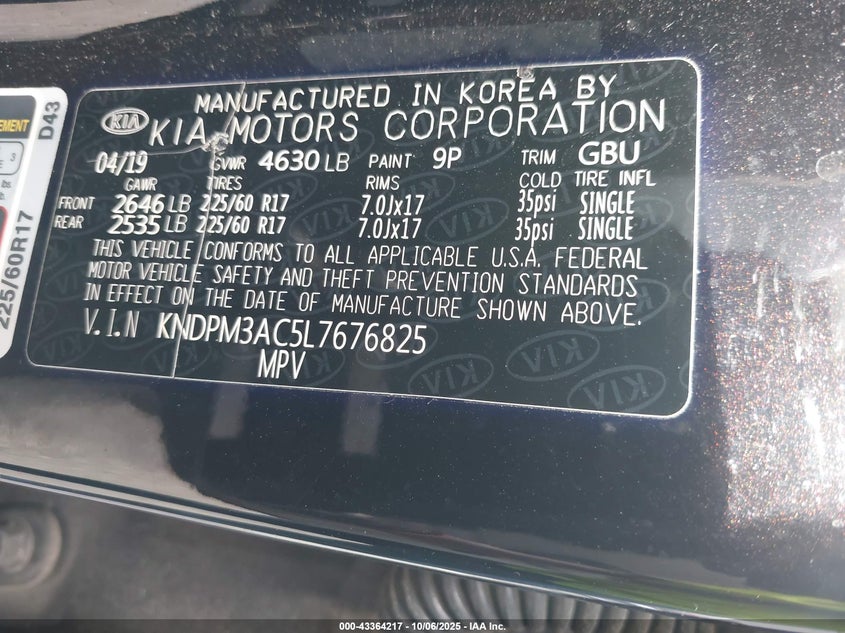 MANUFACTURED IN KOREA BY
KIA KIA MOTORS CORPORATION
04/19 GVWR 4630 LB PAINT 9P TRIM GBU
GAWR TIRES RIMS COLD TIRE INFL
FRONT 2646 LB 225/60 R17 7.0Jx17 35psi SINGLE
REAR 2535 LB 225/60 R17 7.0Jx17 35psi SINGLE
THIS VEHICLE CONFORMS TO ALL APPLICABLE U.S.A. FEDERAL
MOTOR VEHICLE SAFETY AND THEFT PREVENTION STANDARDS
IN EFFECT ON THE DATE OF MANUFACTURE SHOWN ABOVE.
V.I.N KNDPM3AC5L7676825
MPV
D43
225/60R17
000-43364217 - 10/06/2025 - IAA Inc.